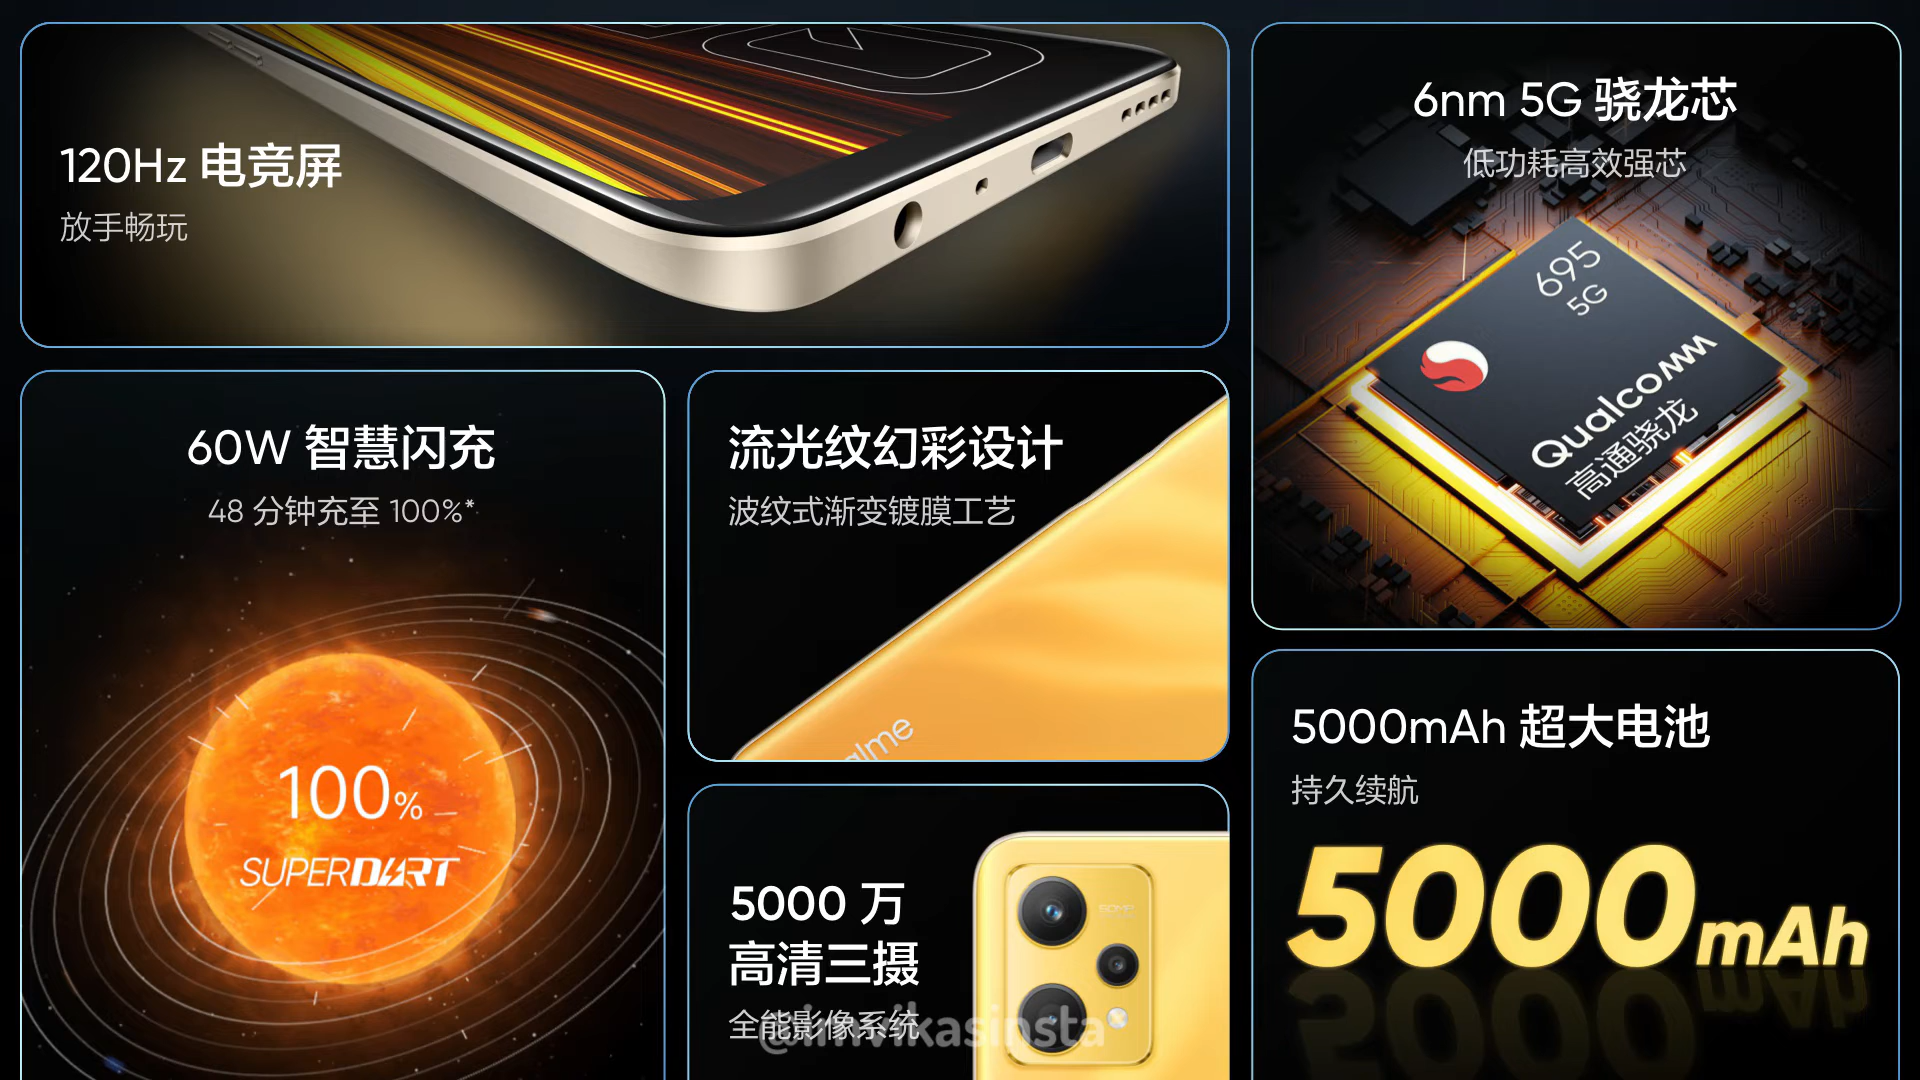 120Hz 电竞屏
放手畅玩
6nm 5G 骁龙芯
低功耗高效强芯
695
5G
Qualcomm
高通骁龙
60W 智慧闪充
48 分钟充至 100%*
100%
SUPERDART
流光纹幻彩设计
波纹式渐变镀膜工艺
alme
5000 万
高清三摄
全能影像系统
50MP
@imvikasinsta
5000mAh 超大电池
持久续航
5000mAh